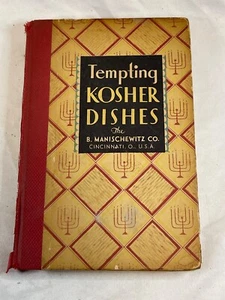 Tempting
KOSHER
DISHES
The
B. MANISCHEWITZ CO.
CINCINNATI, O., U.S.A.